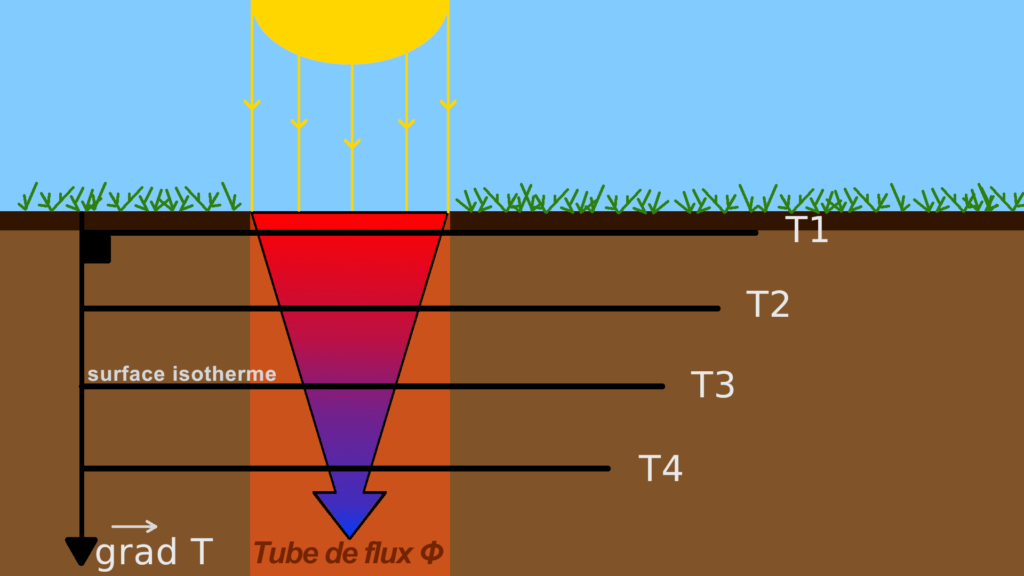 T1
T2
surface isotherme
T3
T4
grad T
Tube de flux Φ